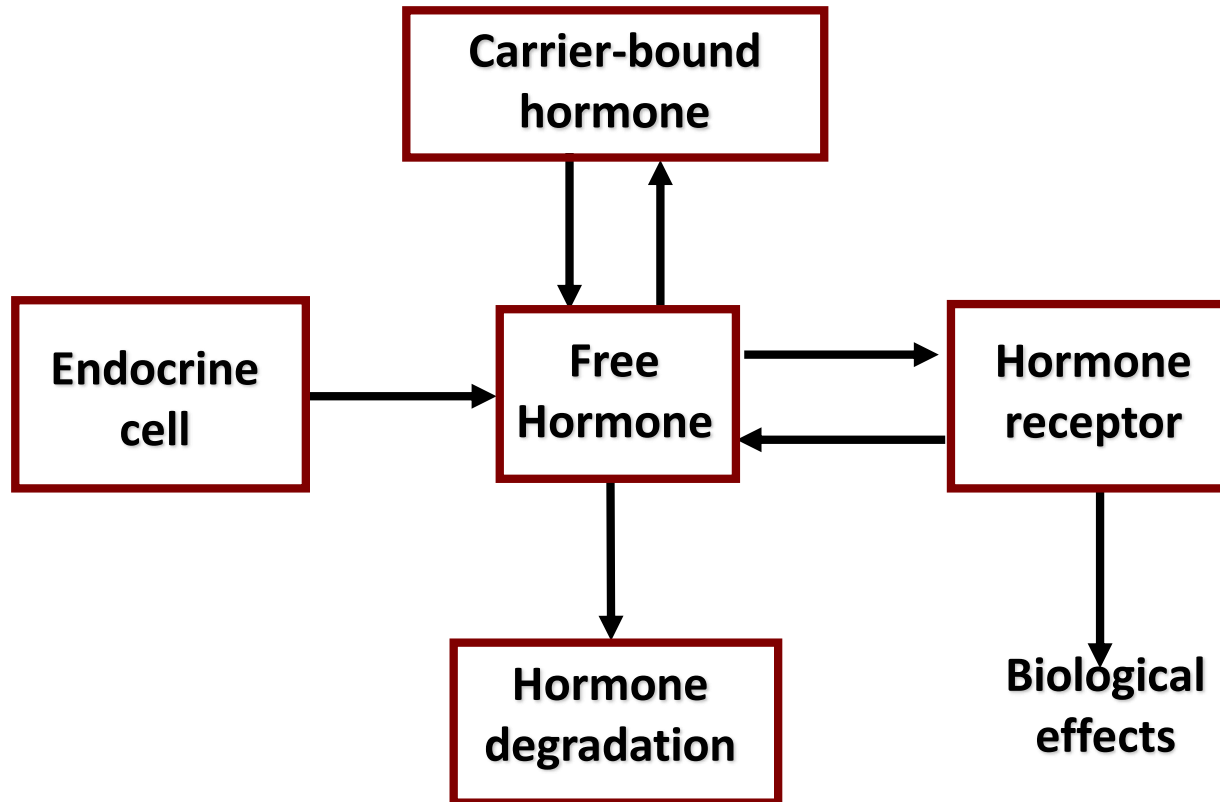 Carrier-bound
hormone
Endocrine
cell
Free
Hormone
Hormone
receptor
Hormone
degradation
Biological
effects